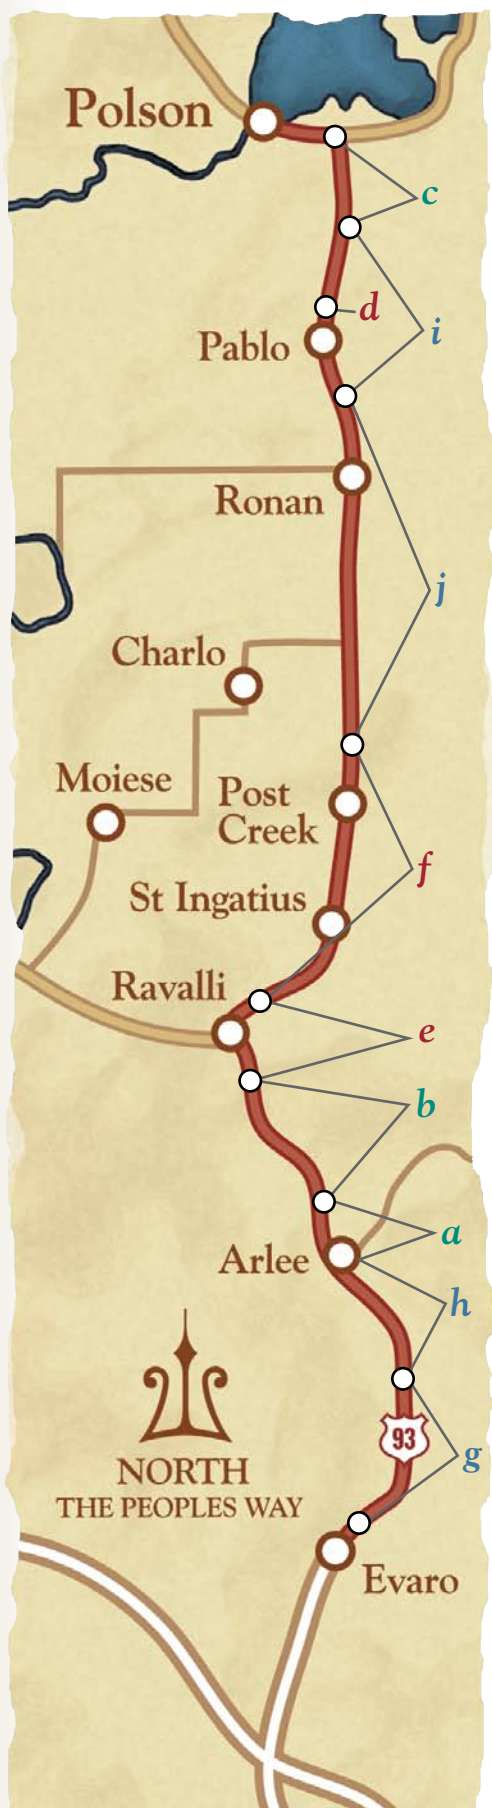 Polson
c
d
i
Pablo
Ronan
j
Charlo
Moiese
Post
Creek
f
St Ingatius
Ravalli
e
b
a
Arlee
h
93
g
NORTH
THE PEOPLES WAY
Evaro